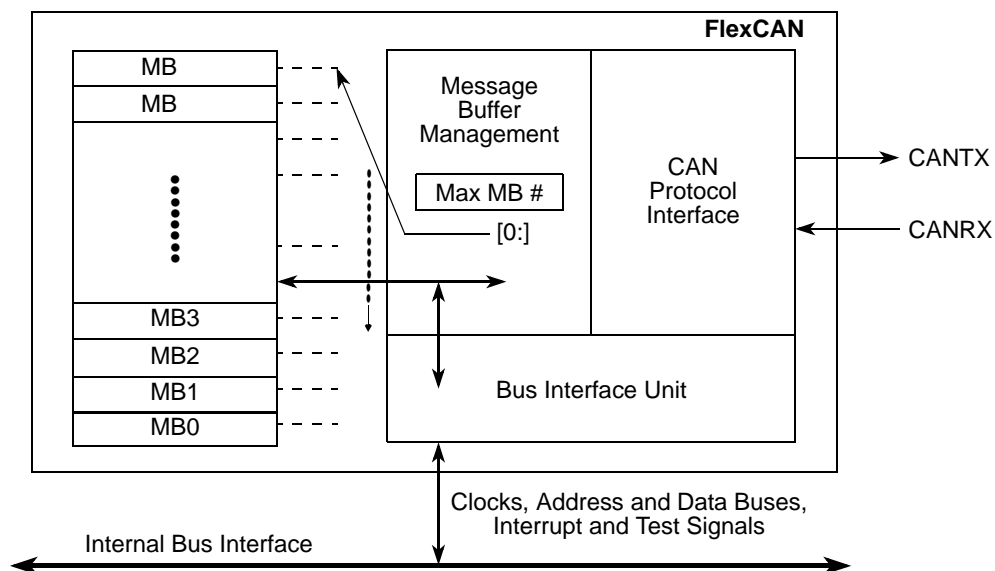 FlexCAN
MB
MB
MB3
MB2
MB1
MB0
Message
Buffer
Management
Max MB #
[0:]
CAN
Protocol
Interface
CANTX
CANRX
Bus Interface Unit
Clocks, Address and Data Buses,
Interrupt and Test Signals
Internal Bus Interface